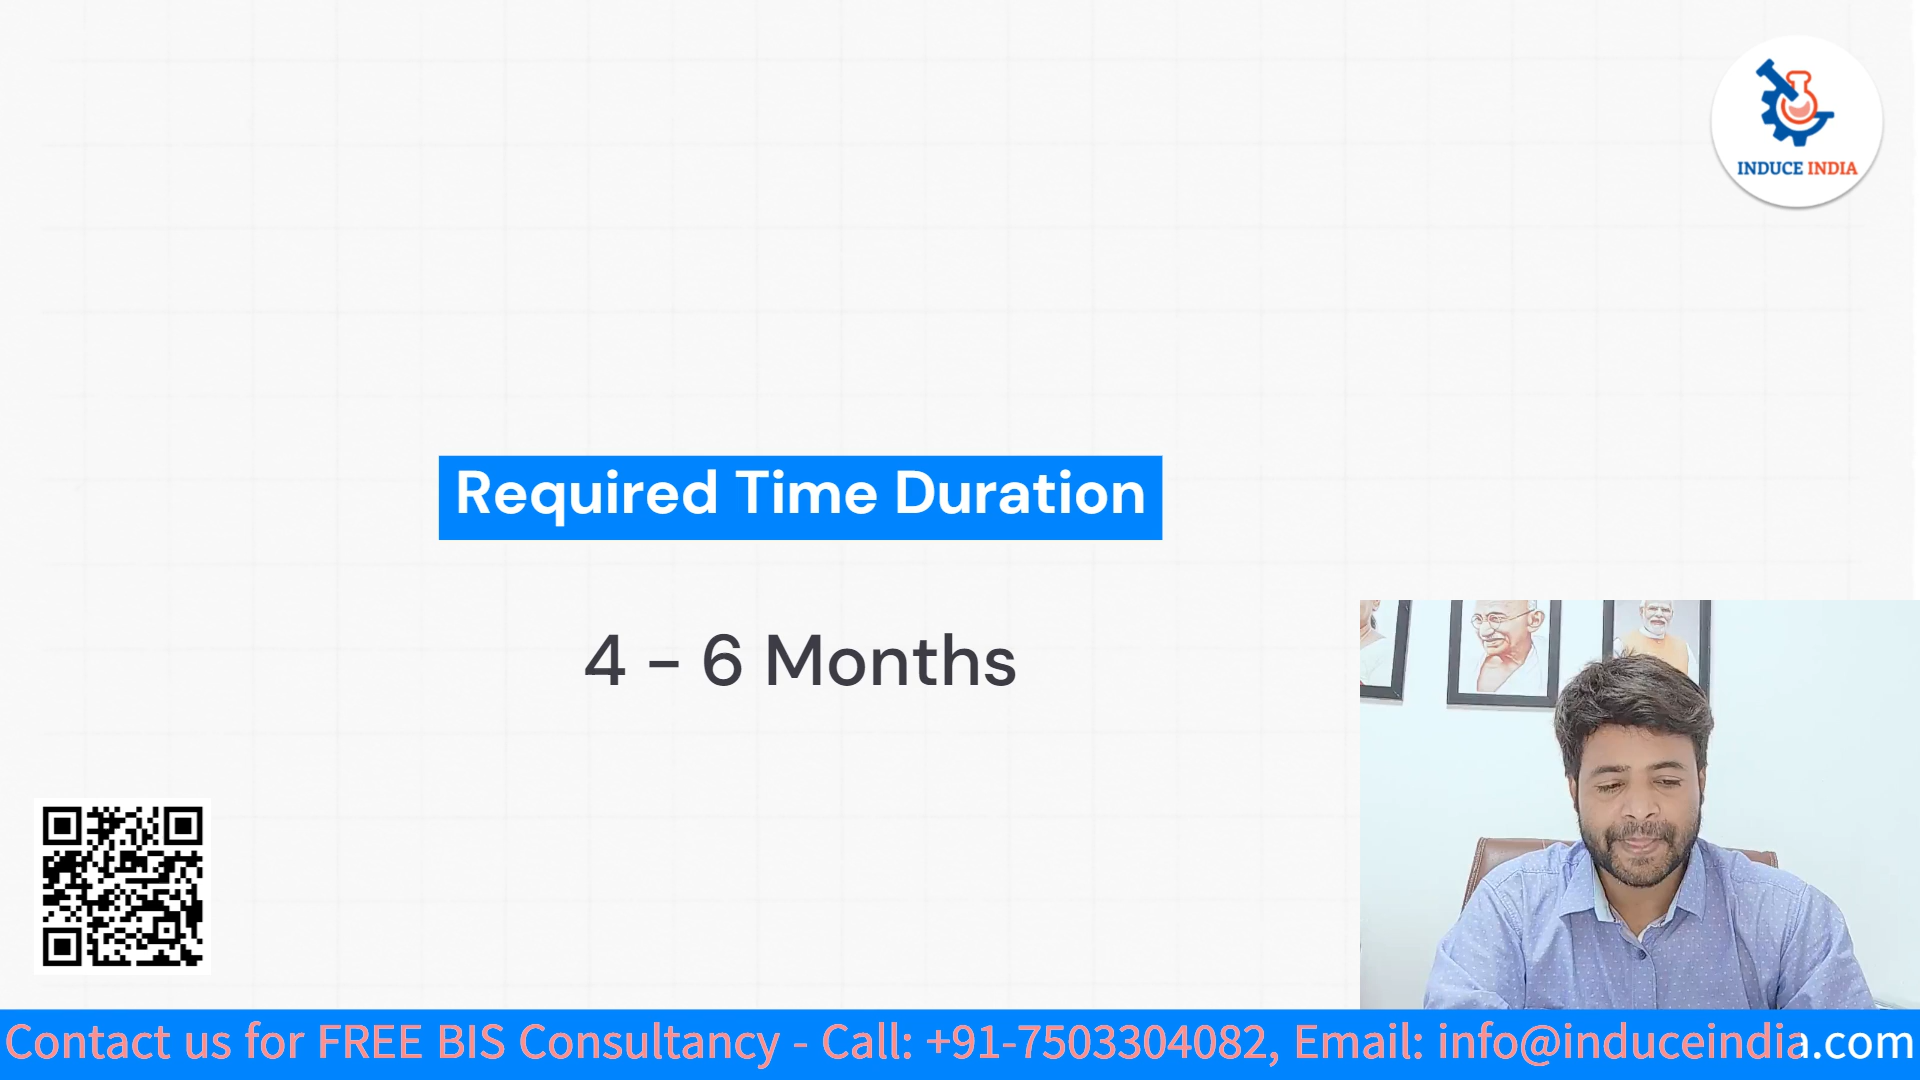 INDUCE INDIA
Required Time Duration
4 - 6 Months
Contact us for FREE BIS Consultancy - Call: +91-7503304082, Email: info@induceindia.com